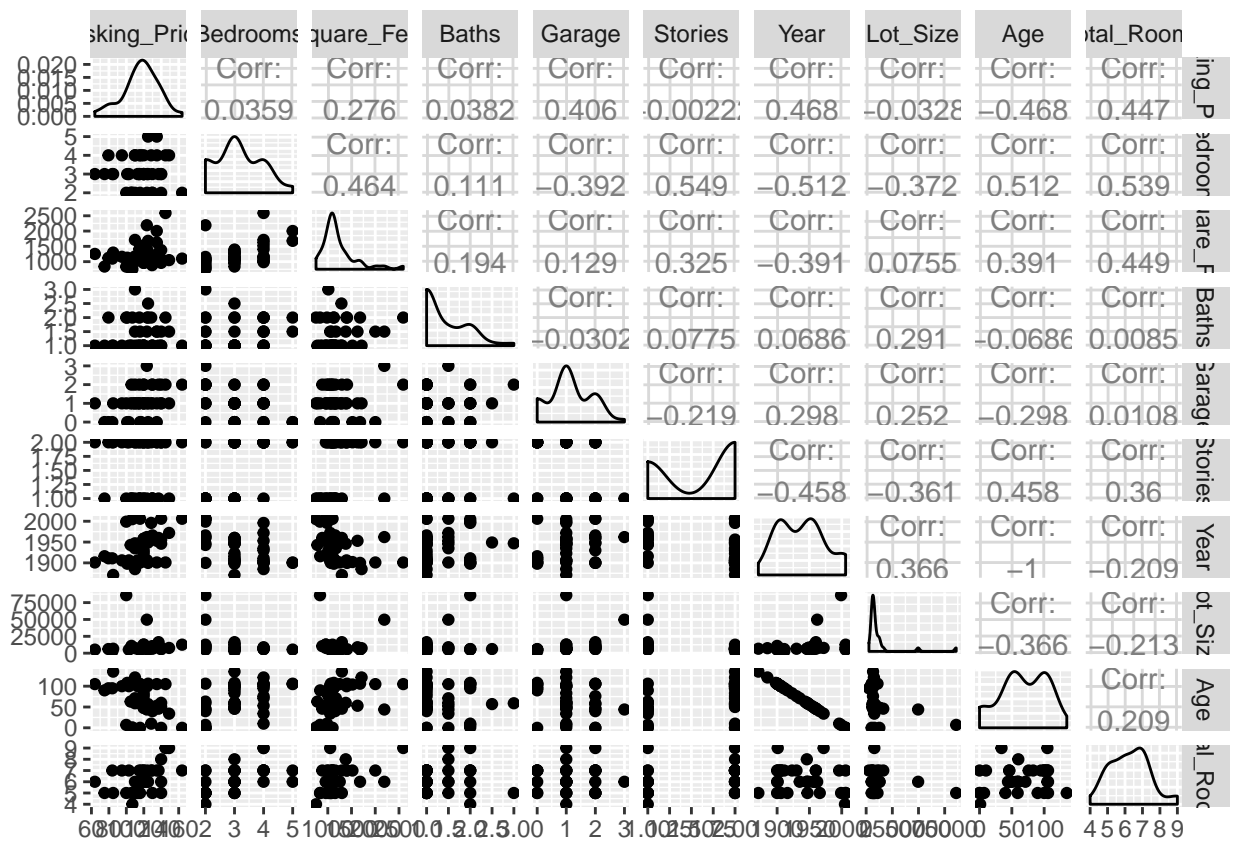 sking_Pric Bedrooms quare_Fe Baths Garage Stories Year Lot_Size Age otal_Room
0.020
0.015
0.010
0.005
0.000
Corr: Corr: Corr: Corr: Corr: Corr: Corr: Corr: Corr:
0.0359 0.276 0.0382 0.406 −0.468 0.468 −0.0328 0.447
ing_P
5
4
3
2
Corr: Corr: Corr: Corr: Corr: Corr: Corr: Corr:
0.464 0.111 −0.392 0.549 −0.512 −0.372 0.512 0.539
edroor
2500
2000
1500
1000
Corr: Corr: Corr: Corr: Corr: Corr: Corr:
0.194 0.129 0.325 −0.391 0.0755 0.391 0.449
are_F
3.0
2.5
2.0
1.5
1.0
Corr: Corr: Corr: Corr: Corr: Corr:
−0.0302 0.0775 0.0686 0.291 −0.0686 0.0085
Baths
3
2
1
0
Corr: Corr: Corr: Corr: Corr:
−0.219 0.298 0.252 −0.298 0.0108
Garage
2.00
1.75
1.50
1.25
1.00
Corr: Corr: Corr: Corr:
−0.458 −0.361 0.458 0.36
Stories
2000
1950
1900
Corr: Corr: Corr:
0.366 −1 −0.209
Year
75000
50000
25000
0
Corr: Corr:
−0.366 −0.213
ot_Siz
100
50
0
Corr:
0.209
Age
9
8
7
6
5
4
al_Roo
2 3 4 5
0 1 2 3
1900 1950 2000
0 50 100
4 5 6 7 8 9